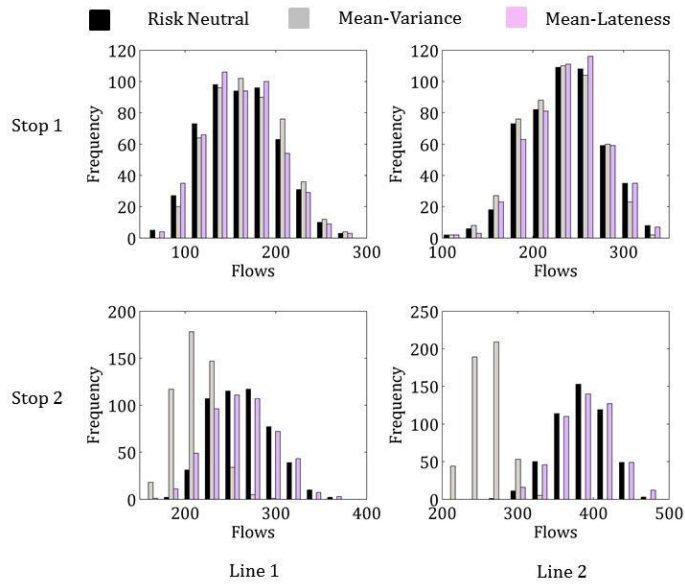 Risk Neutral Mean-Variance Mean-Lateness
Stop 1
Frequency
120
100
80
60
40
20
0
100 200 300
Flows
Frequency
120
100
80
60
40
20
0
100 200 300
Flows
Stop 2
Frequency
200
150
100
50
0
200 300 400
Flows
Line 1
Frequency
250
200
150
100
50
0
200 300 400 500
Flows
Line 2